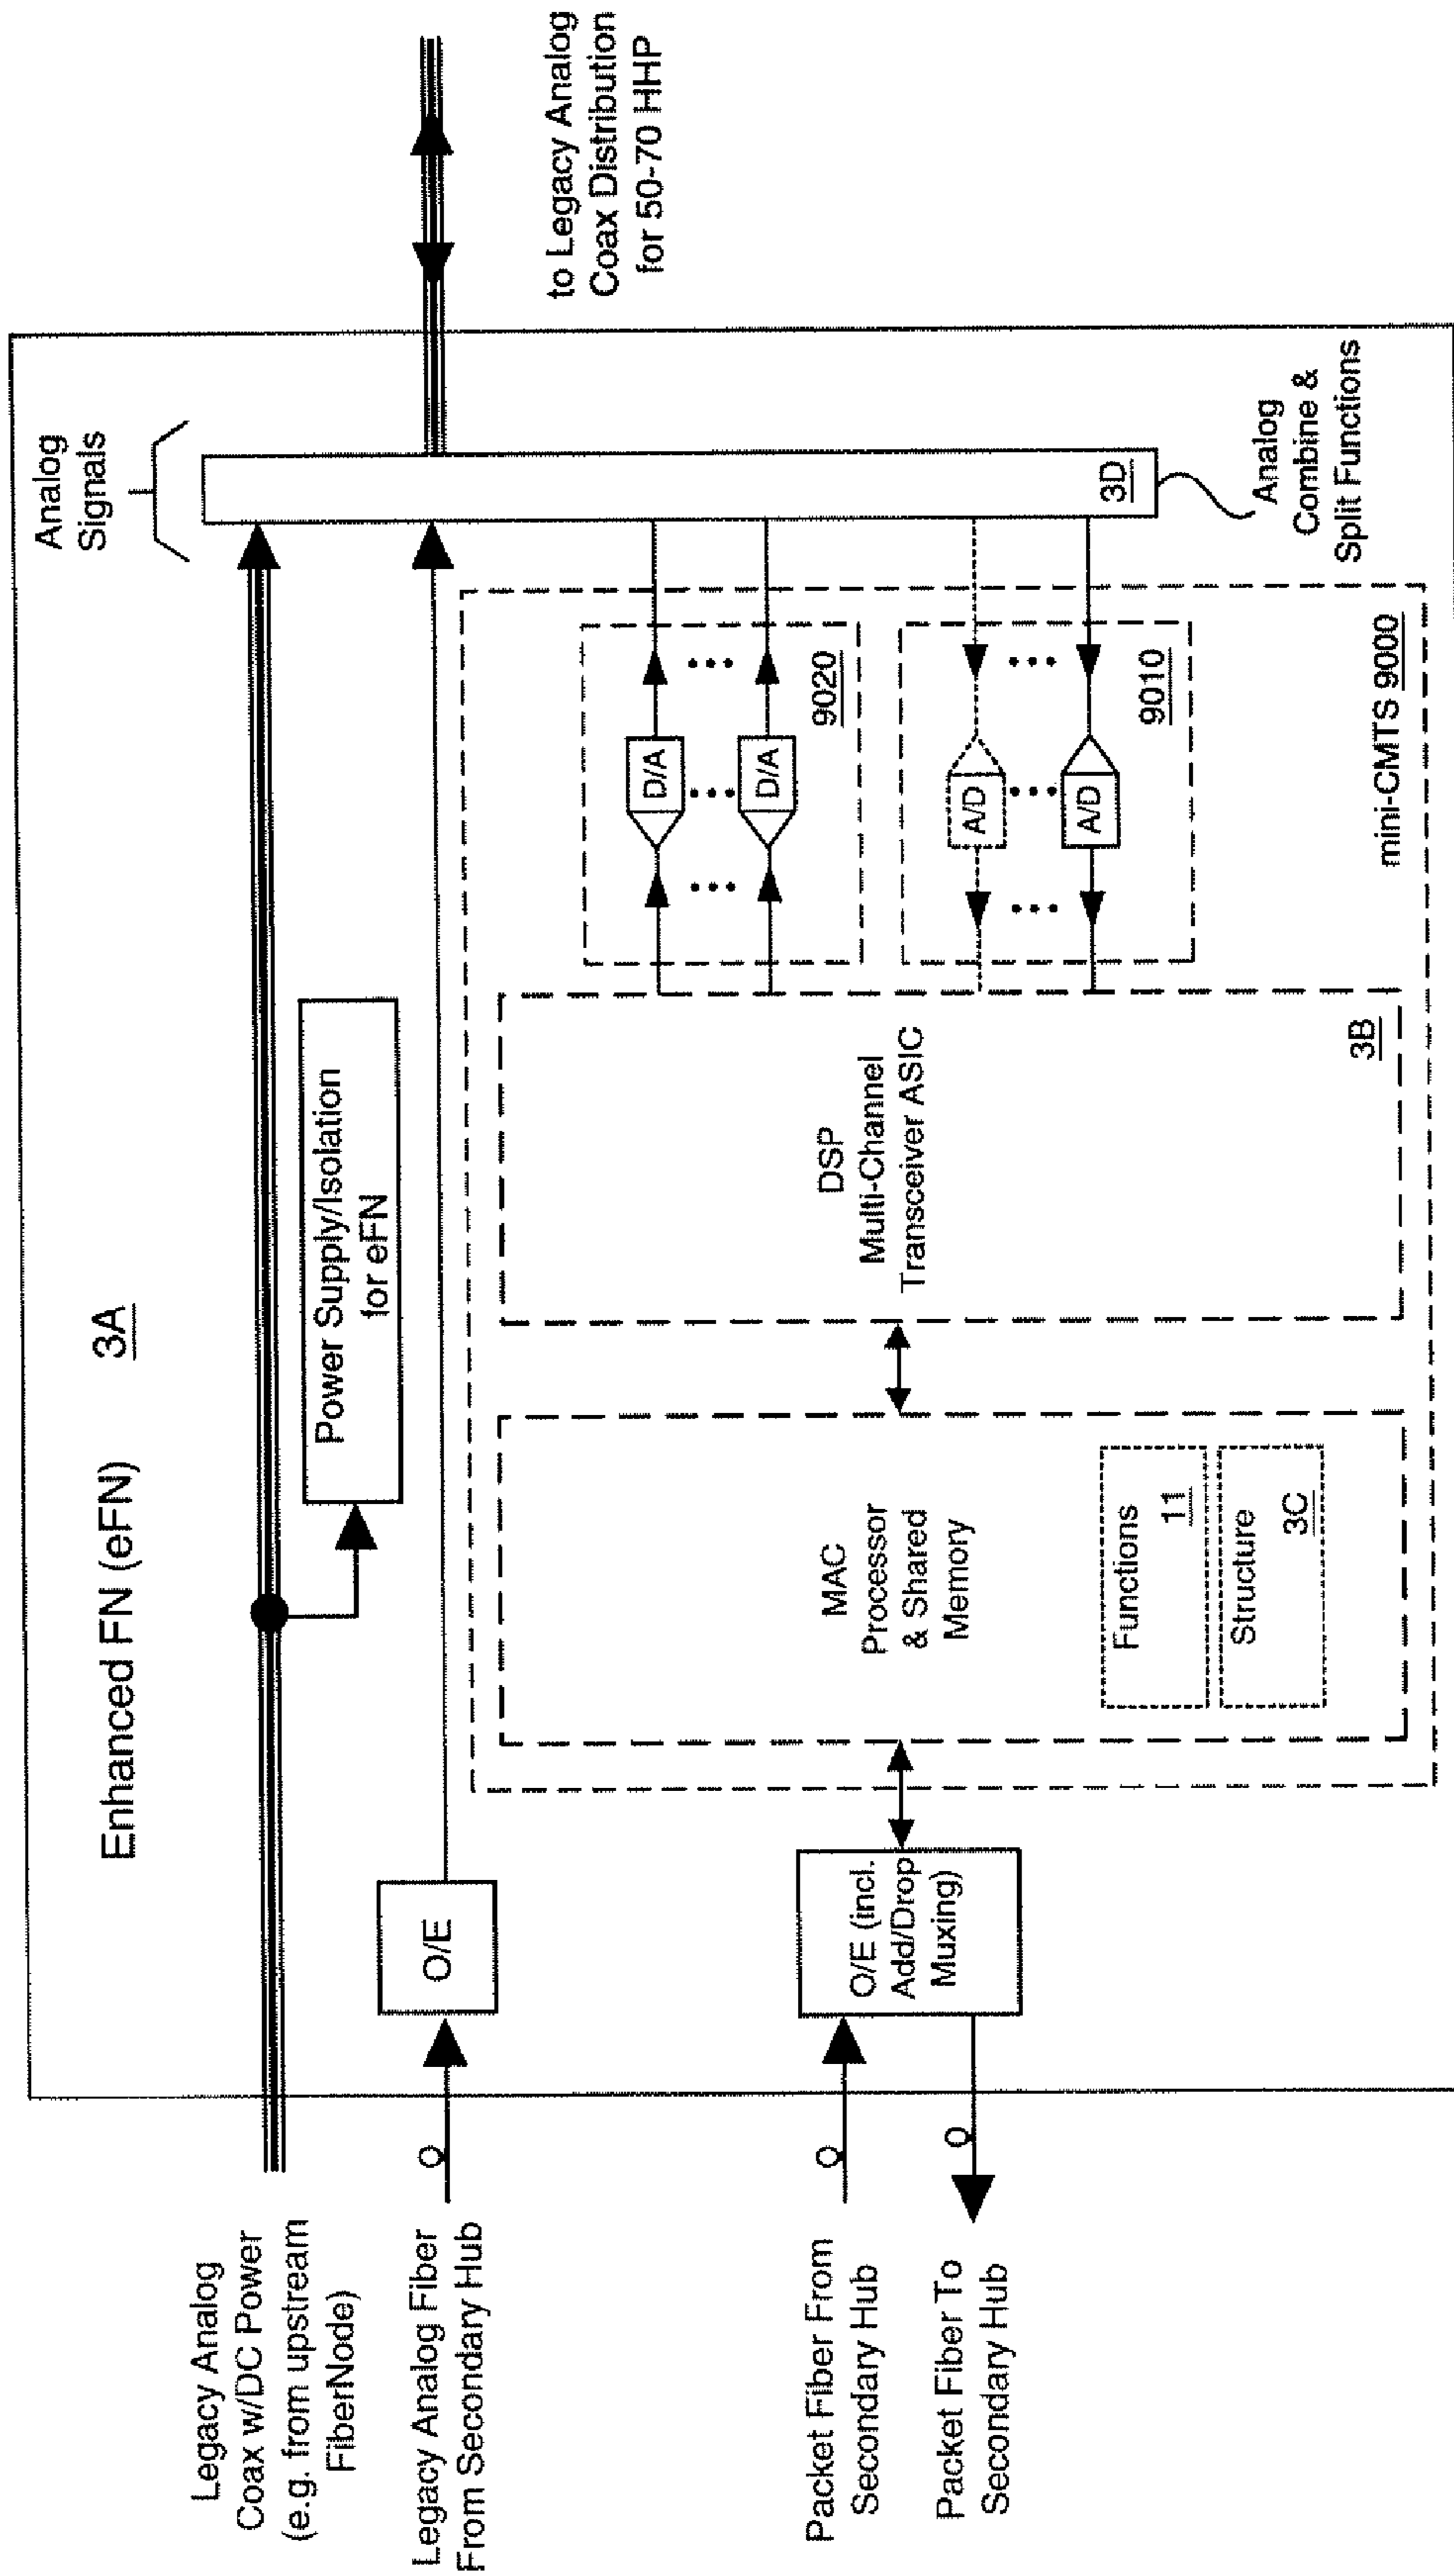 Enhanced FN (eFN)
3A
Legacy Analog
Coax w/DC Power
(e.g. from upstream
FiberNode)
Legacy Analog Fiber
From Secondary Hub
Packet Fiber From
Secondary Hub
Packet Fiber To
Secondary Hub
O/E
O/E (incl.
Add/Drop
Muxing)
Power Supply/Isolation
for eFN
MAC
Processor
& Shared
Memory
Functions
11
Structure
3C
DSP
Multi-Channel
Transceiver ASIC
3B
D/A
D/A
9020
A/D
A/D
9010
mini-CMTS 9000
Analog
Signals
3D
Analog
Combine &
Split Functions
to Legacy Analog
Coax Distribution
for 50-70 HHP